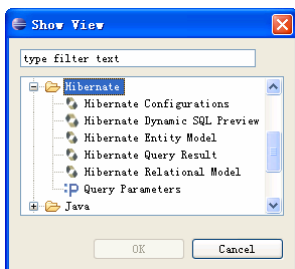 Show View
type filter text
Hibernate
Hibernate Configurations
Hibernate Dynamic SQL Preview
Hibernate Entity Model
Hibernate Query Result
Hibernate Relational Model
Query Parameters
Java
OK Cancel